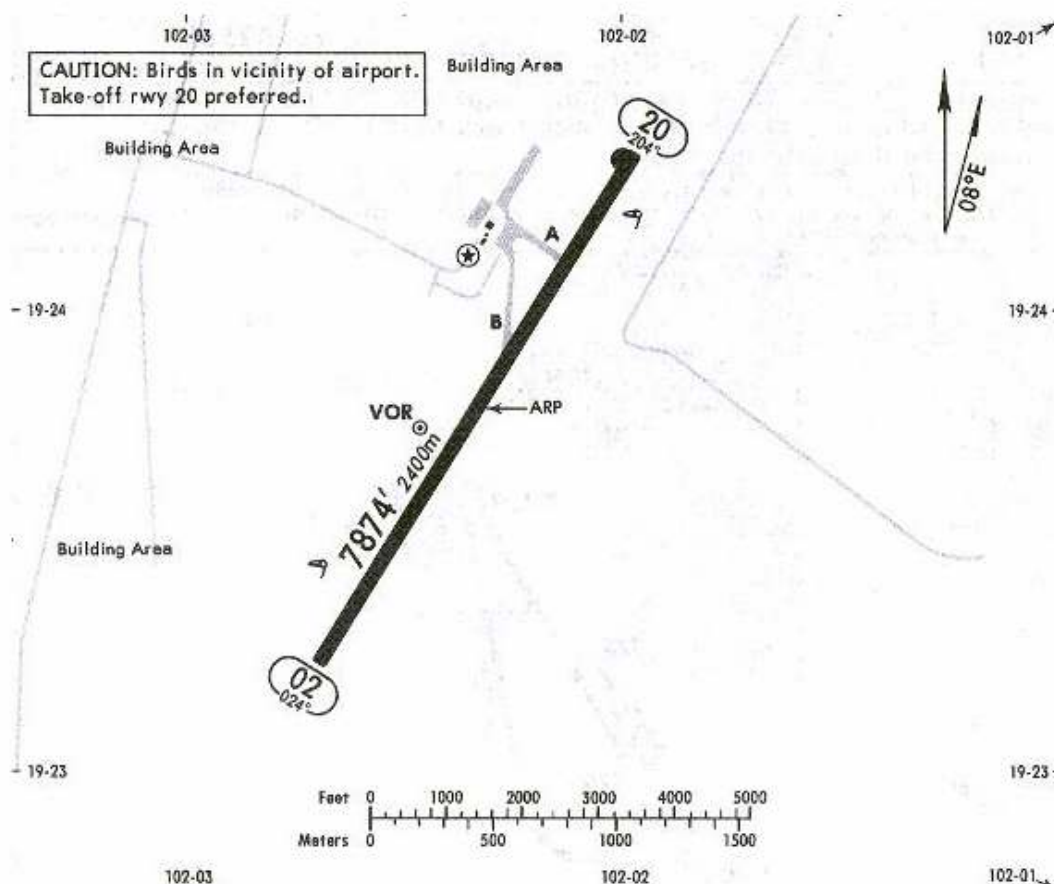 102-03
102-02
102-01
CAUTION: Birds in vicinity of airport.
Take-off rwy 20 preferred.
Building Area
Building Area
20
204°
08°E
A
19-24
19-24
B
ARP
VOR
7874' 2400m
Building Area
02
024°
19-23
19-23
Feet 0 1000 2000 3000 4000 5000
Meters 0 500 1000 1500
102-03
102-02
102-01